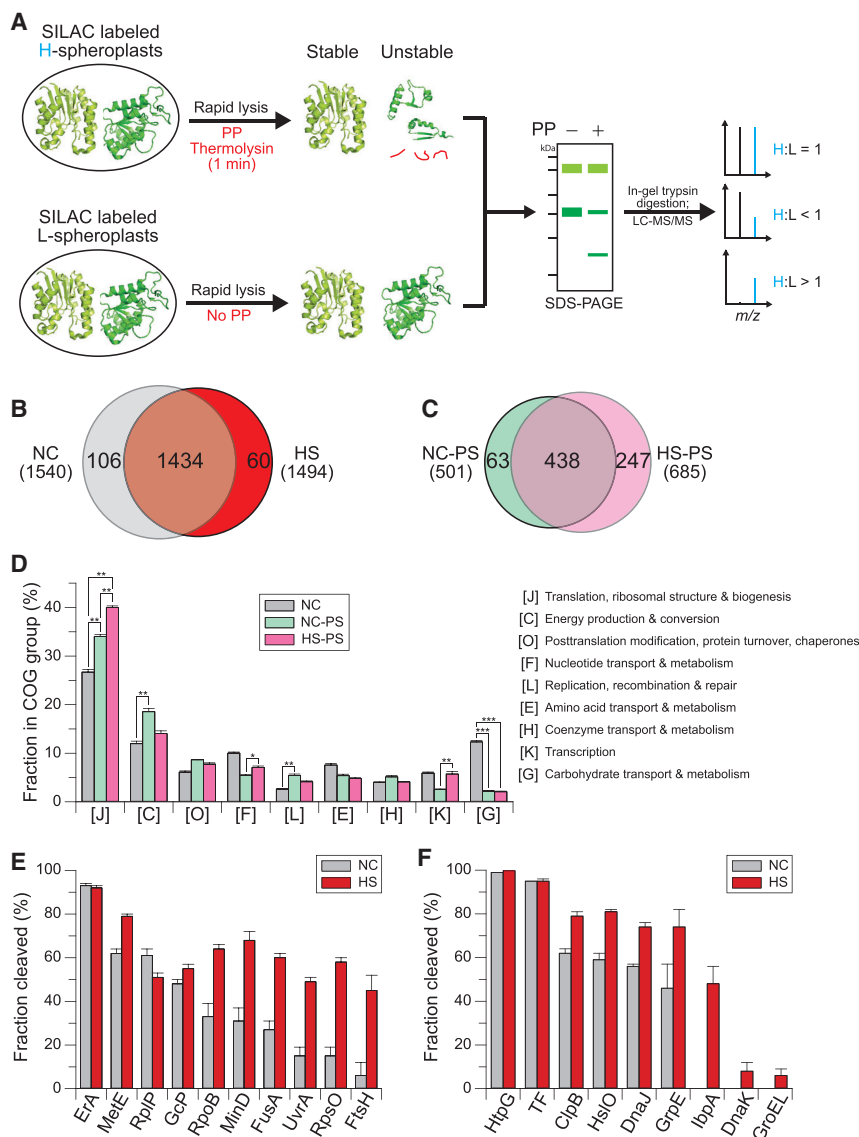 A
SILAC labeled
H-spheroplasts
Rapid lysis
PP
Thermolysin
(1 min)
Stable
Unstable
SILAC labeled
L-spheroplasts
Rapid lysis
No PP
PP − +
kDa
SDS-PAGE
In-gel trypsin
digestion;
LC-MS/MS
H:L = 1
H:L < 1
H:L > 1
m/z
B
NC
(1540)
106
1434
60
HS
(1494)
C
NC-PS
(501)
63
438
247
HS-PS
(685)
D
Fraction in COG group (%)
40
30
20
10
0
** ** **
**
*
**
**
***
***
NC
NC-PS
HS-PS
[J] [C] [O] [F] [L] [E] [H] [K] [G]
[J] Translation, ribosomal structure & biogenesis
[C] Energy production & conversion
[O] Posttranslation modification, protein turnover, chaperones
[F] Nucleotide transport & metabolism
[L] Replication, recombination & repair
[E] Amino acid transport & metabolism
[H] Coenzyme transport & metabolism
[K] Transcription
[G] Carbohydrate transport & metabolism
E
Fraction cleaved (%)
100
80
60
40
20
0
NC
HS
ErA MetE RplP GcP RpoB MinD FusA UvrA RpsO FtsH
F
Fraction cleaved (%)
100
80
60
40
20
0
NC
HS
HtpG TF ClpB HslO DnaJ GrpE IbpA DnaK GroEL